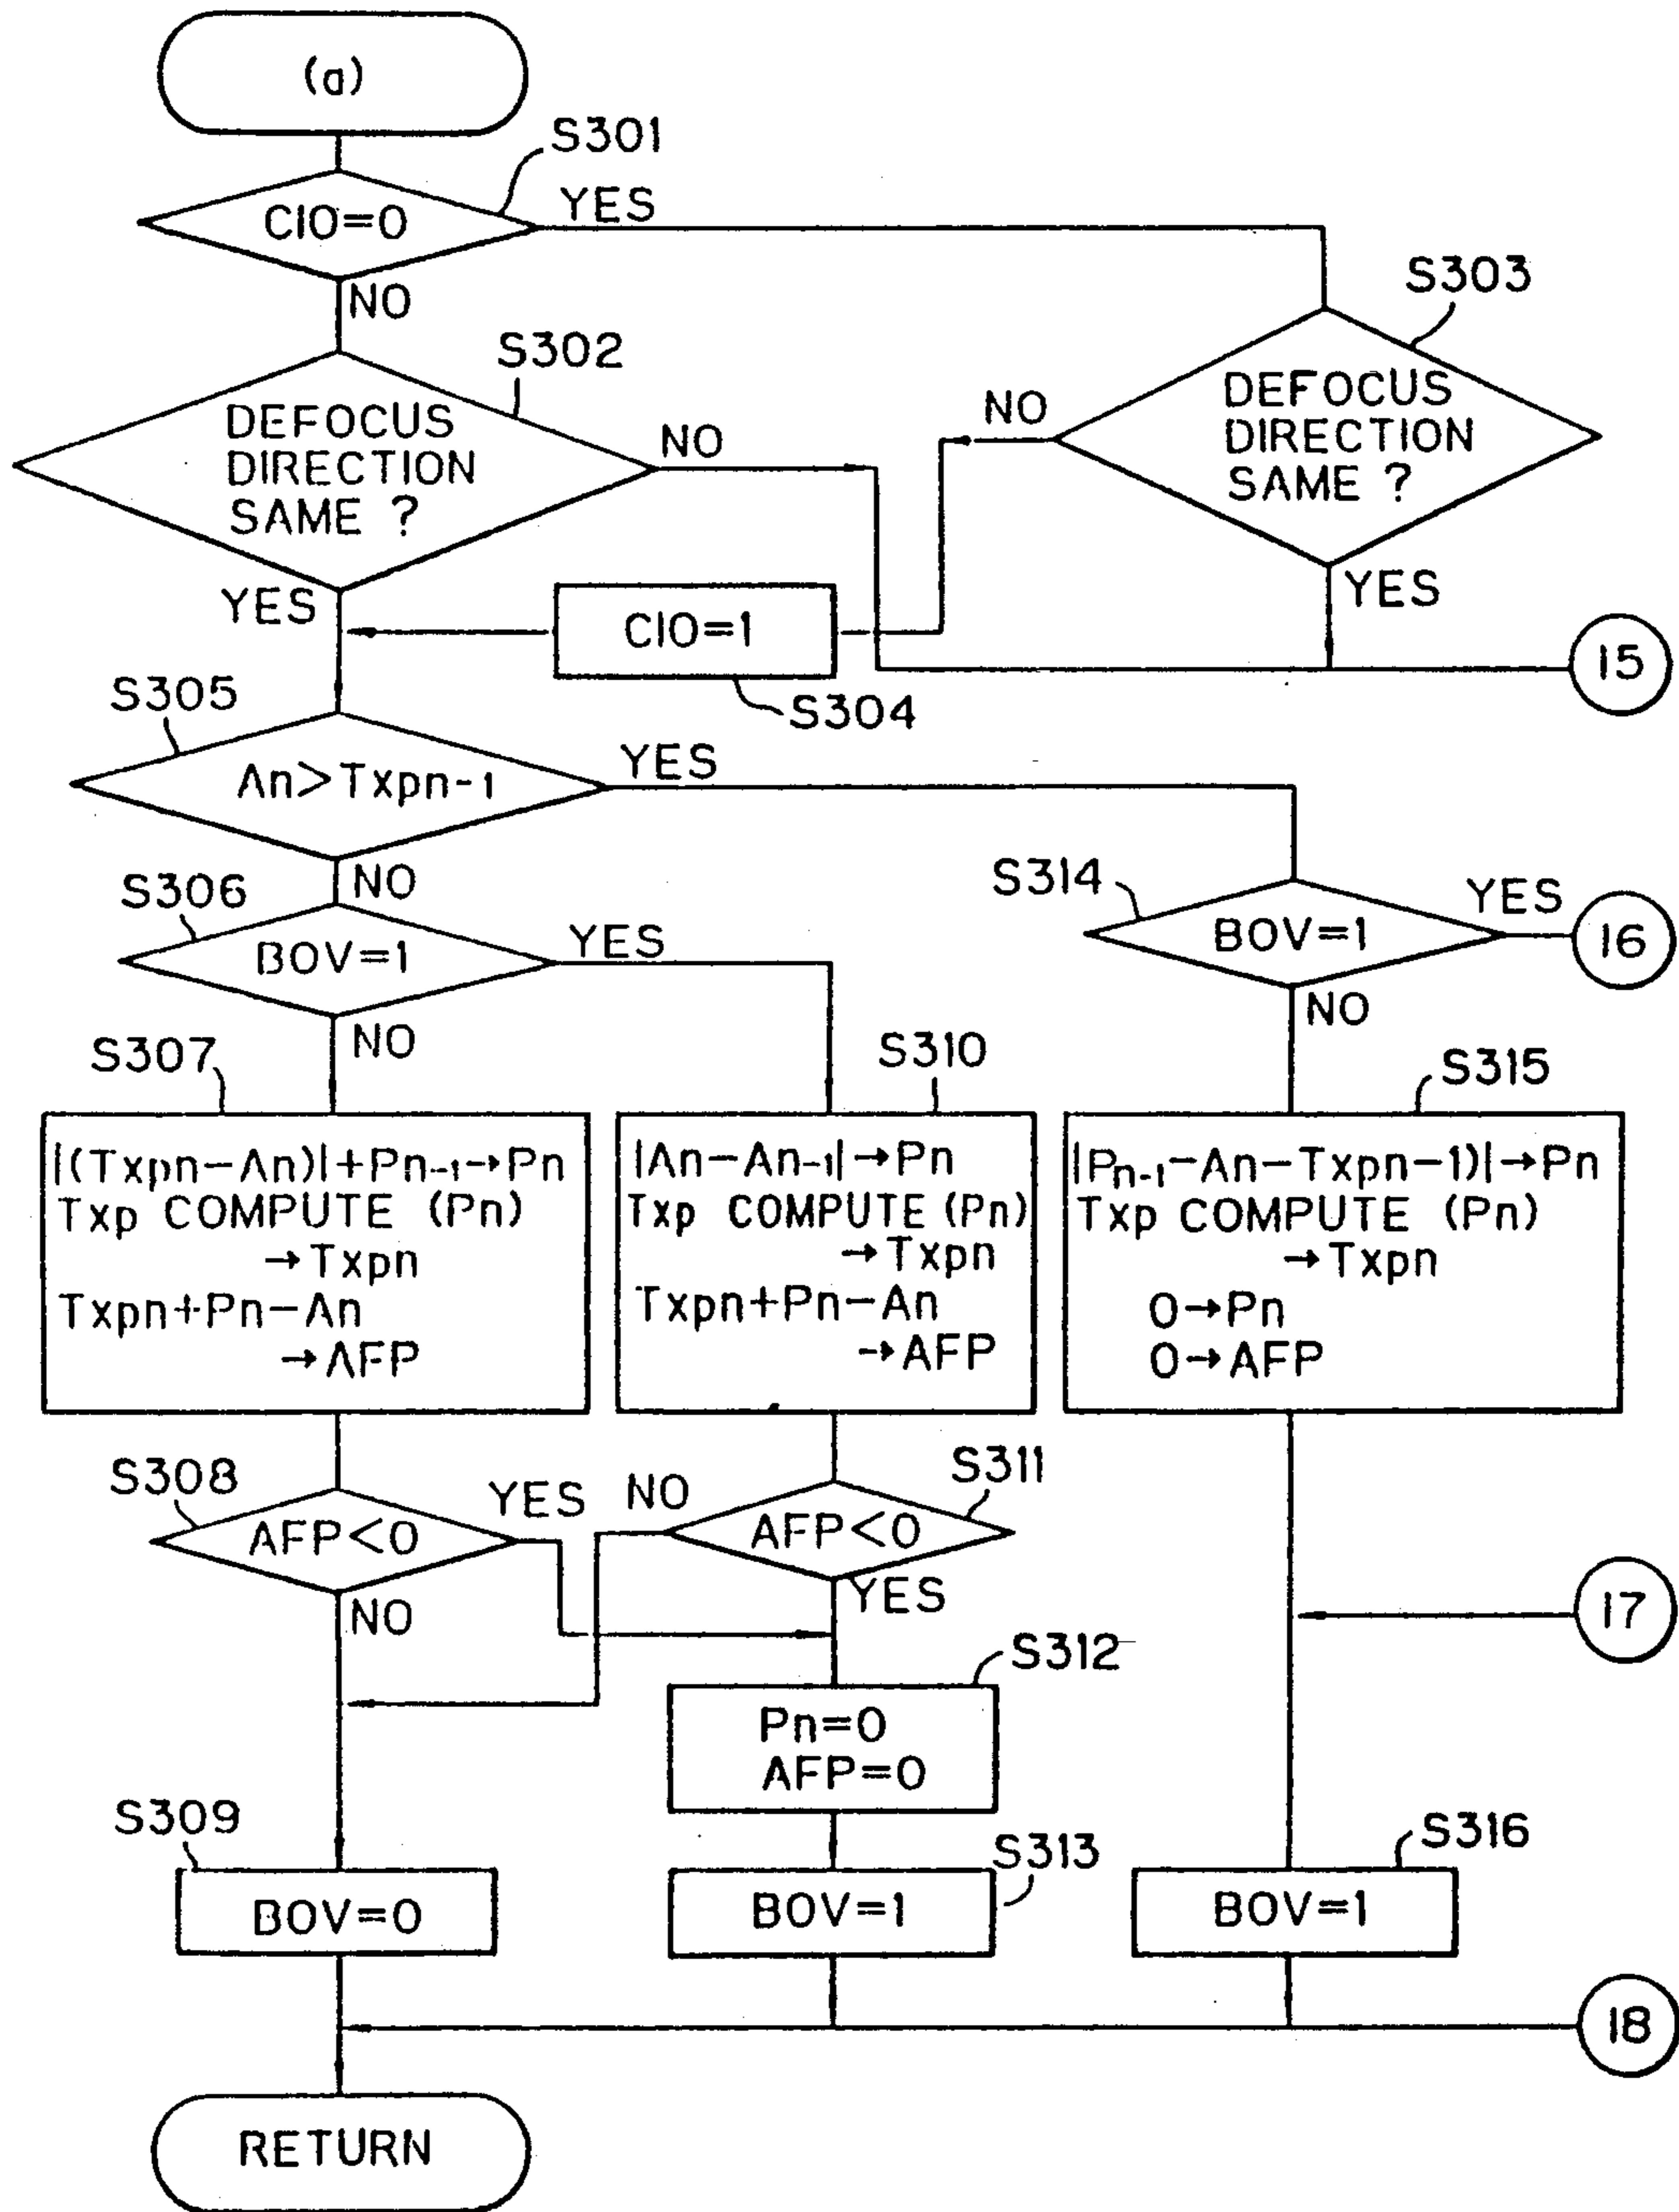 (a)
S301
CIO=0
YES
NO
S303
S302
DEFOCUS
DIRECTION
SAME ?
NO
YES
DEFOCUS
DIRECTION
SAME ?
NO
YES
CIO=1
S304
15
S305
An>Txpn-1
YES
NO
S306
BOV=1
YES
NO
S314
BOV=1
YES
NO
16
S307
|(Txpn-An)|+Pn-1→Pn
Txp COMPUTE (Pn)
→Txpn
Txpn+Pn-An
→AFP
S310
|An-An-1|→Pn
Txp COMPUTE (Pn)
→Txpn
Txpn+Pn-An
→AFP
S315
|Pn-1-An-Txpn-1)|→Pn
Txp COMPUTE (Pn)
→Txpn
0→Pn
0→AFP
S308
AFP<0
YES
NO
S311
NO
AFP<0
YES
17
S312
Pn=0
AFP=0
S309
BOV=0
S313
BOV=1
S316
BOV=1
18
RETURN